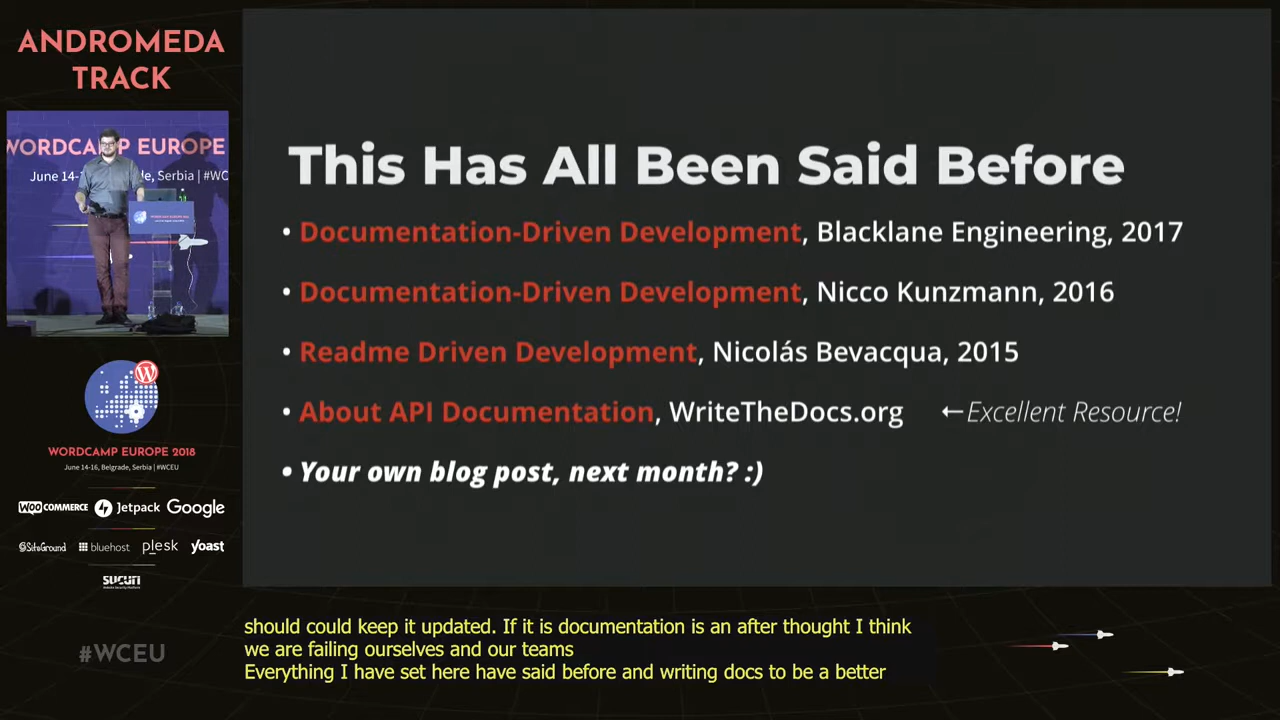 ANDROMEDA
TRACK
WORDCAMP EUROPE
June 14-
de, Serbia | #WC
WORDCAMP EUROPE 2018
June 14-16, Belgrade, Serbia | #WCEU
WOO COMMERCE
Jetpack
Google
SiteGround
bluehost
plesk
yoast
sucuri
#WCEU
This Has All Been Said Before
• Documentation-Driven Development, Blacklane Engineering, 2017
• Documentation-Driven Development, Nicco Kunzmann, 2016
• Readme Driven Development, Nicolás Bevacqua, 2015
• About API Documentation, WriteTheDocs.org ←Excellent Resource!
• Your own blog post, next month? :)
should could keep it updated. If it is documentation is an after thought I think
we are failing ourselves and our teams
Everything I have set here have said before and writing docs to be a better